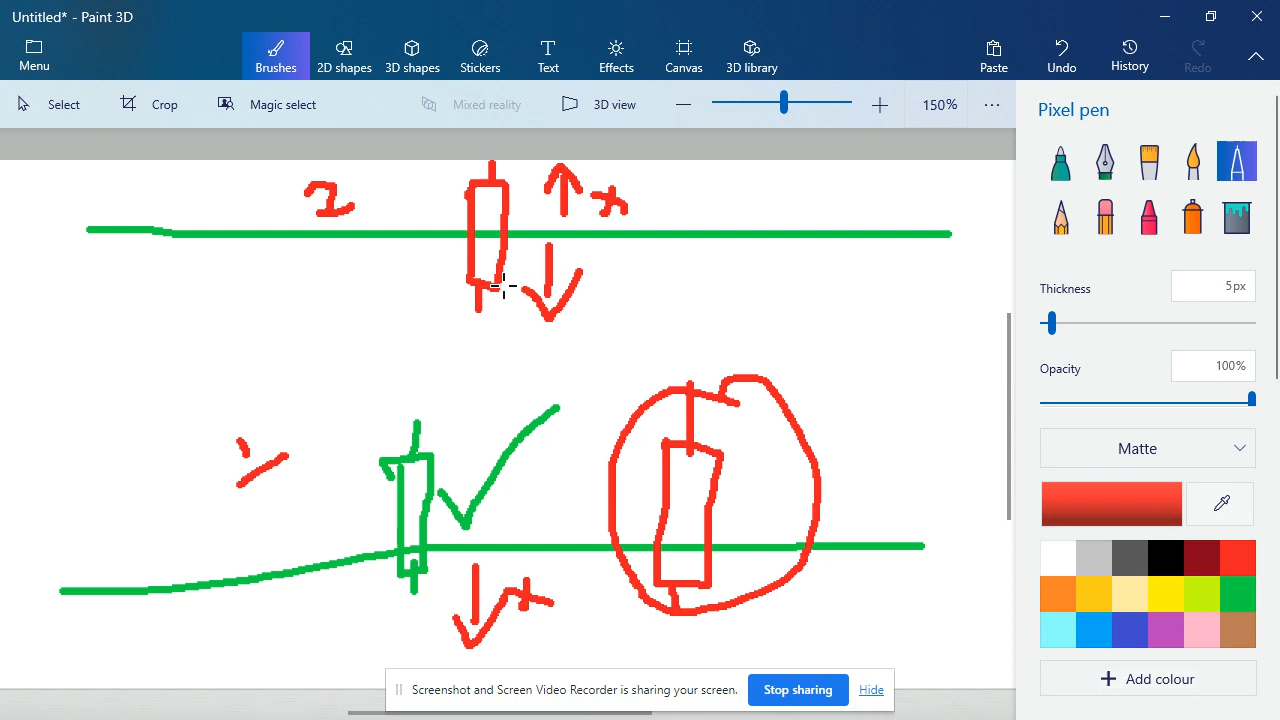 Untitled* - Paint 3D
Menu
Brushes
2D shapes
3D shapes
Stickers
Text
Effects
Canvas
3D library
Paste
Undo
History
Redo
Select
Crop
Magic select
Mixed reality
3D view
150%
Pixel pen
Thickness
5px
Opacity
100%
Matte
Add colour
Screenshot and Screen Video Recorder is sharing your screen.
Stop sharing
Hide